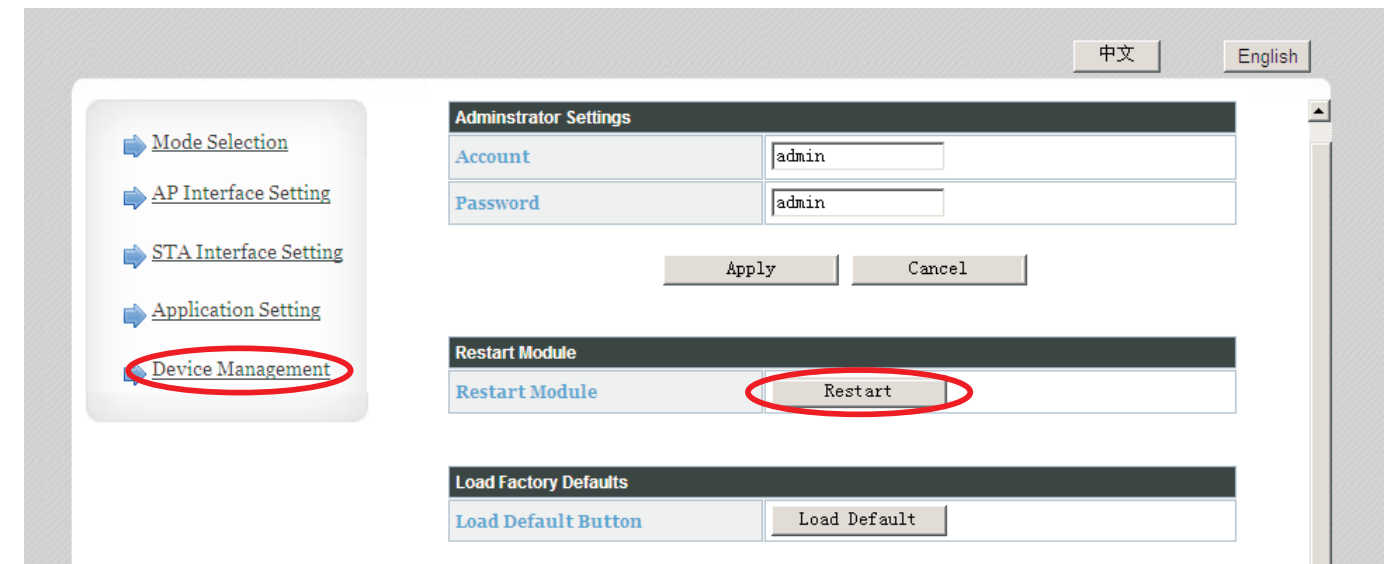 中文 English
Mode Selection
AP Interface Setting
STA Interface Setting
Application Setting
Device Management
Adminstrator Settings
Account admin
Password admin
Apply Cancel
Restart Module
Restart Module Restart
Load Factory Defaults
Load Default Button Load Default